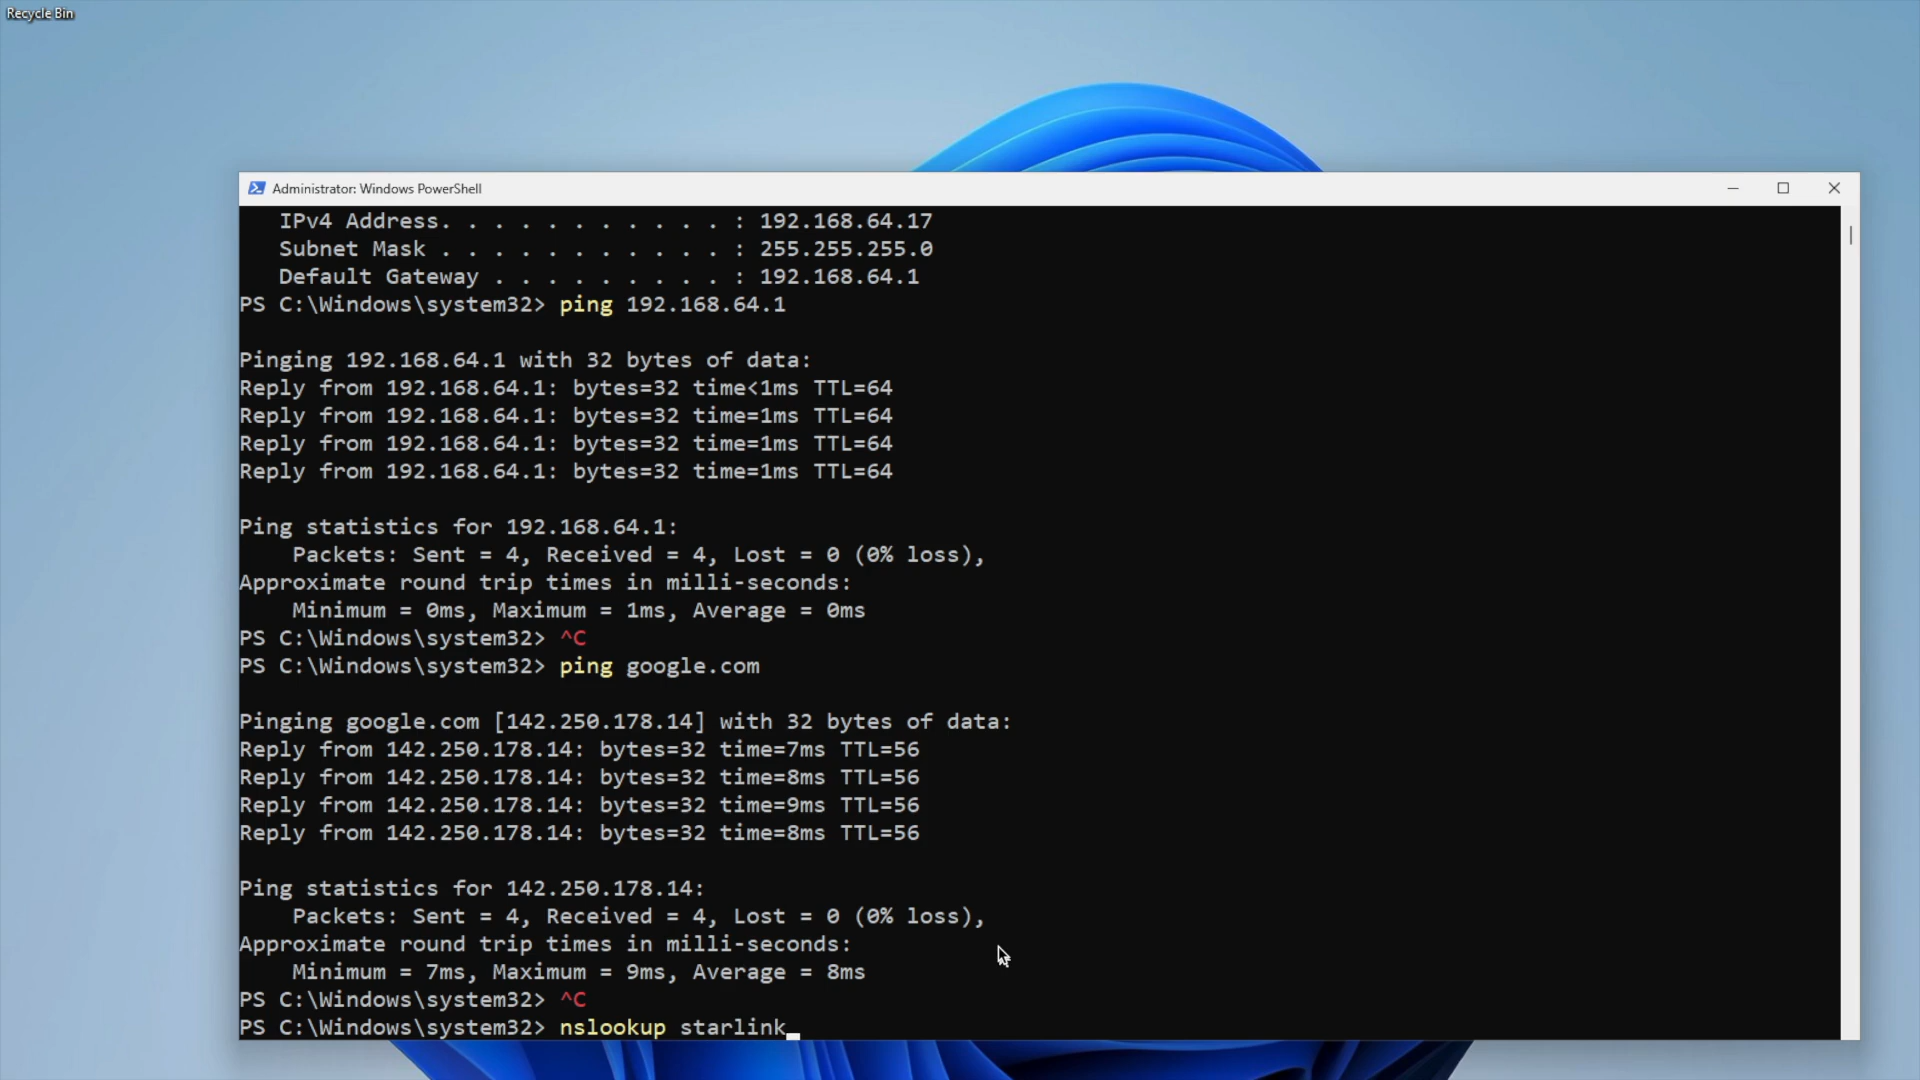 Recycle Bin
Administrator: Windows PowerShell
IPv4 Address. . . . . . . . . . . : 192.168.64.17
Subnet Mask . . . . . . . . . . . : 255.255.255.0
Default Gateway . . . . . . . . . : 192.168.64.1
PS C:\Windows\system32> ping 192.168.64.1
Pinging 192.168.64.1 with 32 bytes of data:
Reply from 192.168.64.1: bytes=32 time<1ms TTL=64
Reply from 192.168.64.1: bytes=32 time=1ms TTL=64
Reply from 192.168.64.1: bytes=32 time=1ms TTL=64
Reply from 192.168.64.1: bytes=32 time=1ms TTL=64
Ping statistics for 192.168.64.1:
Packets: Sent = 4, Received = 4, Lost = 0 (0% loss),
Approximate round trip times in milli-seconds:
Minimum = 0ms, Maximum = 1ms, Average = 0ms
PS C:\Windows\system32> ^C
PS C:\Windows\system32> ping google.com
Pinging google.com [142.250.178.14] with 32 bytes of data:
Reply from 142.250.178.14: bytes=32 time=7ms TTL=56
Reply from 142.250.178.14: bytes=32 time=8ms TTL=56
Reply from 142.250.178.14: bytes=32 time=9ms TTL=56
Reply from 142.250.178.14: bytes=32 time=8ms TTL=56
Ping statistics for 142.250.178.14:
Packets: Sent = 4, Received = 4, Lost = 0 (0% loss),
Approximate round trip times in milli-seconds:
Minimum = 7ms, Maximum = 9ms, Average = 8ms
PS C:\Windows\system32> ^C
PS C:\Windows\system32> nslookup starlink